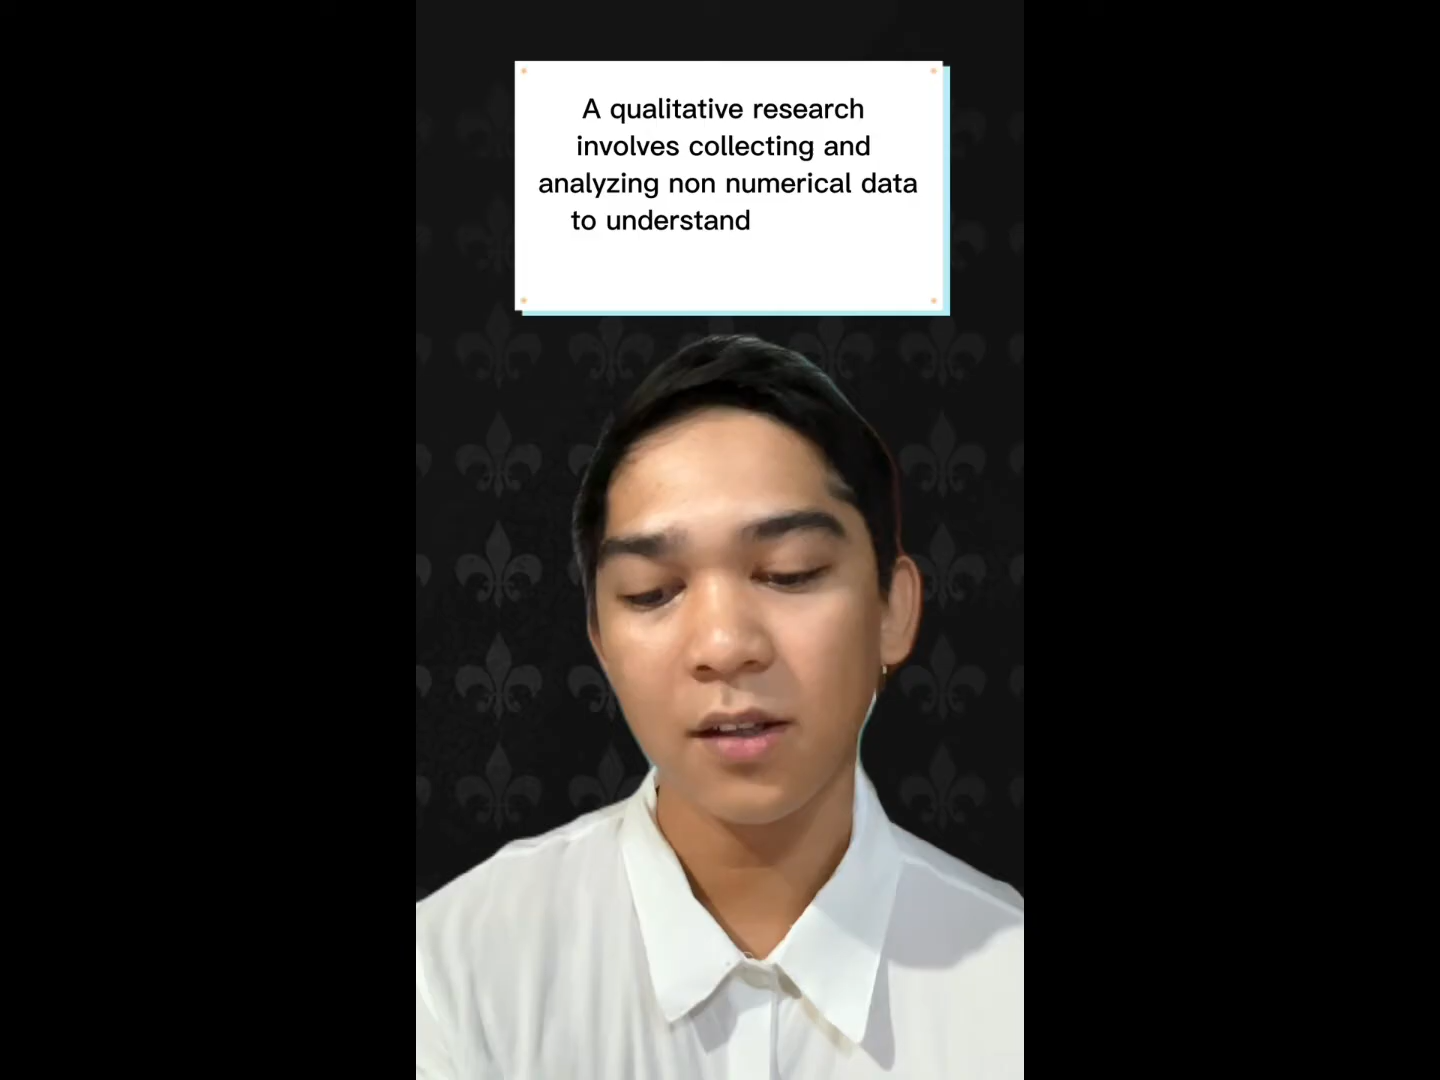 A qualitative research
involves collecting and
analyzing non numerical data
to understand